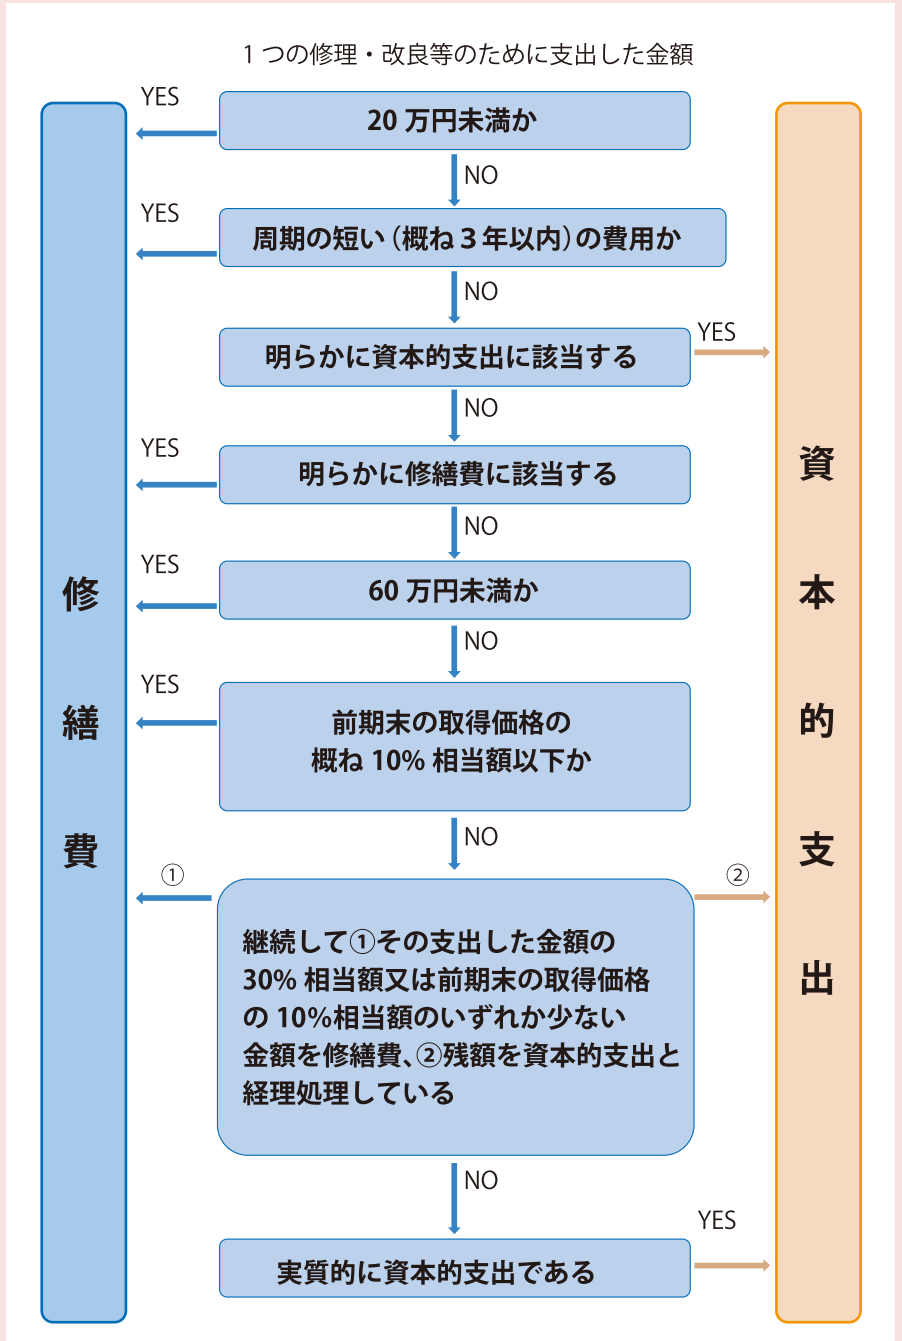 1つの修理・改良等のために支出した金額
YES
20万円未満か
NO
YES
周期の短い（概ね3年以内）の費用か
NO
明らかに資本的支出に該当する
YES
NO
YES
明らかに修繕費に該当する
NO
YES
60万円未満か
NO
YES
前期末の取得価格の
概ね10%相当額以下か
NO
①
②
継続して①その支出した金額の
30%相当額又は前期末の取得価格
の10%相当額のいずれか少ない
金額を修繕費、②残額を資本的支出と
経理処理している
NO
実質的に資本的支出である
YES
修繕費
資本的支出